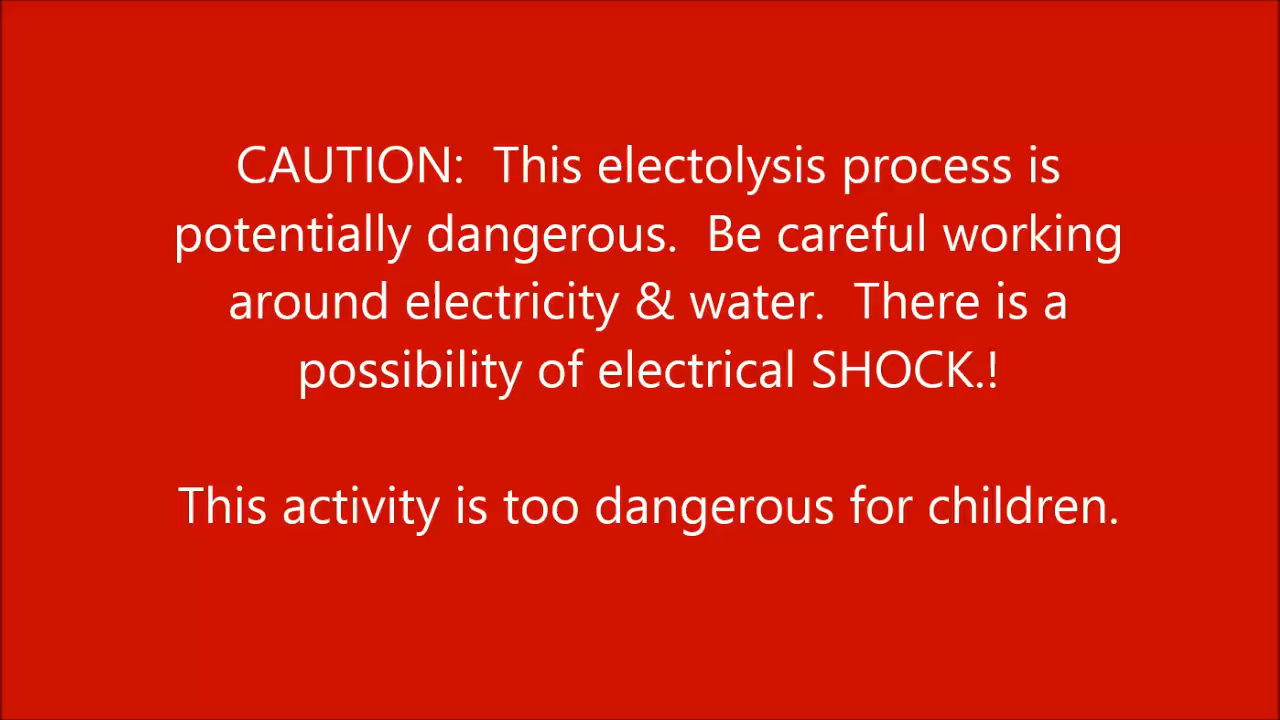 CAUTION:  This electolysis process is
potentially dangerous.  Be careful working
around electricity & water.  There is a
possibility of electrical SHOCK.!
This activity is too dangerous for children.